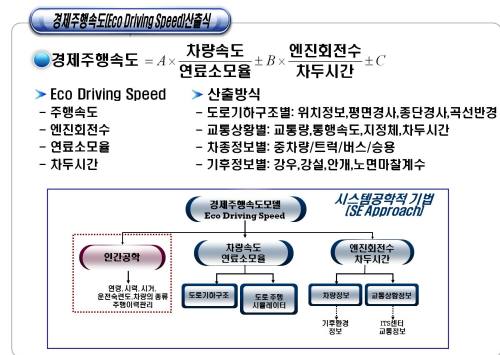 경제주행속도(Eco Driving Speed)산출식
경제주행속도 = A × 차량속도 / 연료소모율 ± B × 엔진회전수 / 차두시간 ± C
➤ Eco Driving Speed
- 주행속도
- 엔진회전수
- 연료소모율
- 차두시간
➤ 산출방식
- 도로기하구조별: 위치정보,평면경사,종단경사,곡선반경
- 교통상황별: 교통량,통행속도,지정체,차두시간
- 차종정보별: 중차량/트럭/버스/승용
- 기후정보별: 강우,강설,안개,노면마찰계수
시스템공학적 기법
(SE Approach)
경제주행속도모델
Eco Driving Speed
인간공학
연령, 시력, 시거,
운전숙련도, 차량의 종류
주행이력관리
차량속도
연료소모율
도로기하구조
도로 주행
시뮬레이터
엔진회전수
차두시간
차량정보
교통상황정보
기후환경
정보
ITS센터
교통정보